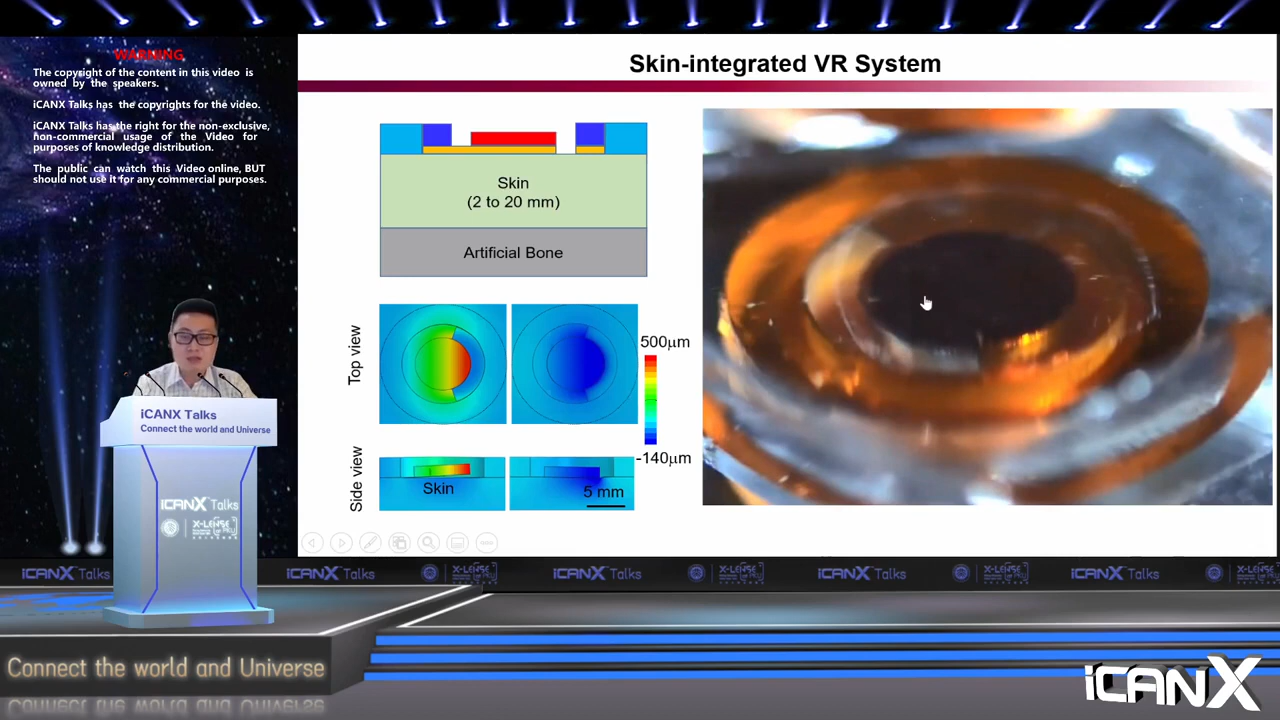 WARNING
The copyright of the content in this video is
owned by the speakers.
iCANX Talks has the copyrights for the video.
iCANX Talks has the right for the non-exclusive,
non-commercial usage of the Video for
purposes of knowledge distribution.
The public can watch this Video online, BUT
should not use it for any commercial purposes.
Skin-integrated VR System
Skin
(2 to 20 mm)
Artificial Bone
Top view
500μm
-140μm
Side view
Skin
5 mm
iCANX Talks
Connect the world and Universe
iCANX Talks
X-LENSE
iCANX Talks
iCANX Talks
iCANX Talks
iCANX Talks
iCANX Talks
Connect the world and Universe
iCANX